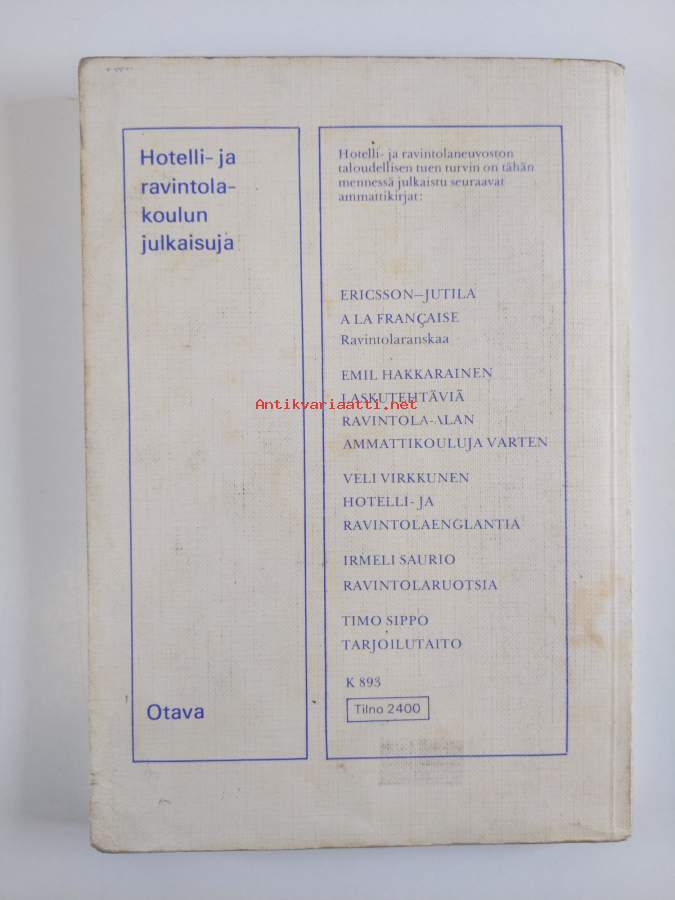 Hotelli- ja
ravintola-
koulun
julkaisuja
Otava
Hotelli- ja ravintolaneuvoston
taloudellisen tuen turvin on tähän
mennessä julkaistu seuraavat
ammattikirjat:
ERICSSON—JUTILA
A LA FRANÇAISE
Ravintolaranskaa
EMIL HAKKARAINEN
LASKUTEHTÄVIÄ
Antikvariaatti.net
RAVINTOLA-ALAN
AMMATTIKOULUJA VARTEN
VELI VIRKKUNEN
HOTELLI- JA
RAVINTOLAENGLANTIA
IRMELI SAURIO
RAVINTOLARUOTSIA
TIMO SIPPO
TARJOILUTAITO
K 893
Tilno 2400